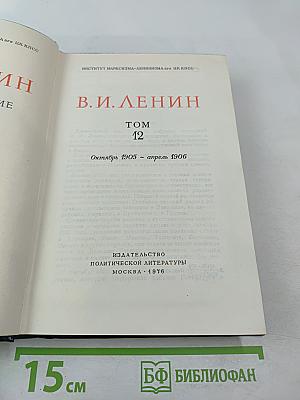 ИНСТИТУТ МАРКСИЗМА-ЛЕНИНИЗМА при ЦК КПСС
В. И. ЛЕНИН
ТОМ
12
Октябрь 1905 – апрель 1906
ИЗДАТЕЛЬСТВО
ПОЛИТИЧЕСКОЙ ЛИТЕРАТУРЫ
МОСКВА · 1976
15 см
БФ БИБЛИОФАН